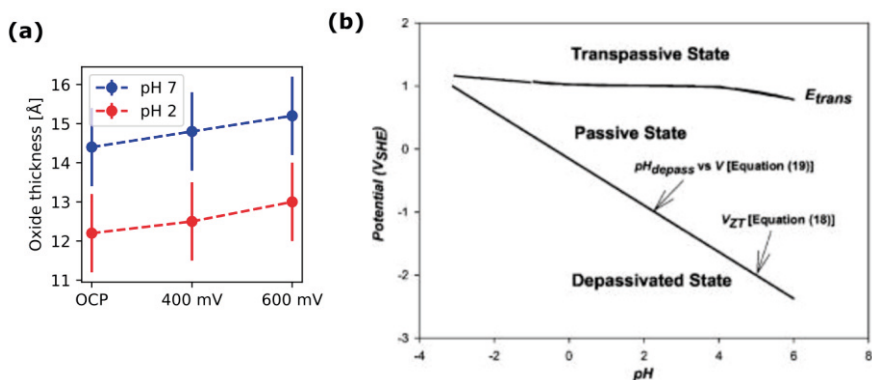 (a)
Oxide thickness [Å]
16
15
14
13
12
11
pH 7
pH 2
OCP
400 mV
600 mV
(b)
Potential (V_SHE)
2
1
0
-1
-2
-3
Transpassive State
E_trans
Passive State
pH_depass vs V [Equation (19)]
V_ZT [Equation (18)]
Depassivated State
-4
-2
0
2
4
6
8
pH